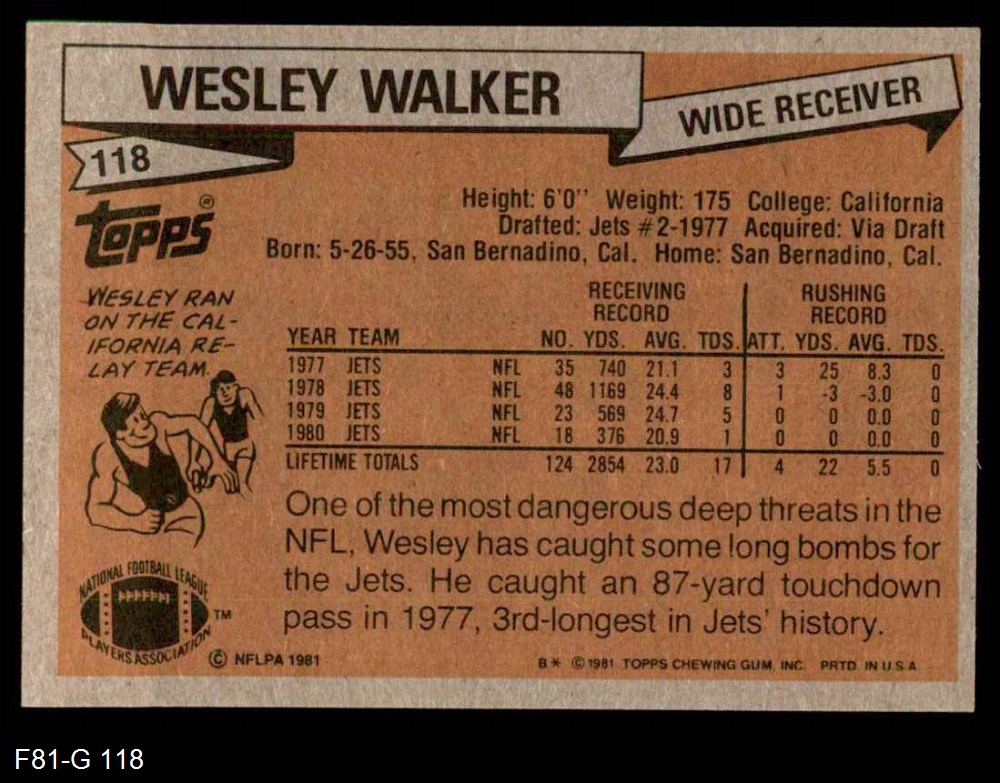 WESLEY WALKER
WIDE RECEIVER
118
topps®
Height: 6'0'' Weight: 175 College: California
Drafted: Jets #2-1977 Acquired: Via Draft
Born: 5-26-55, San Bernadino, Cal. Home: San Bernadino, Cal.
WESLEY RAN
ON THE CAL-
IFORNIA RE-
LAY TEAM.
RECEIVING RECORD RUSHING RECORD
YEAR TEAM NO. YDS. AVG. TDS. ATT. YDS. AVG. TDS.
1977 JETS NFL 35 740 21.1 3 3 25 8.3 0
1978 JETS NFL 48 1169 24.4 8 1 -3 -3.0 0
1979 JETS NFL 23 569 24.7 5 0 0 0.0 0
1980 JETS NFL 18 376 20.9 1 0 0 0.0 0
LIFETIME TOTALS 124 2854 23.0 17 4 22 5.5 0
One of the most dangerous deep threats in the
NFL, Wesley has caught some long bombs for
the Jets. He caught an 87-yard touchdown
pass in 1977, 3rd-longest in Jets' history.
NATIONAL FOOTBALL LEAGUE
PLAYERS ASSOCIATION
TM
© NFLPA 1981
B* © 1981 TOPPS CHEWING GUM, INC. PRTD. IN U.S.A.
F81-G 118